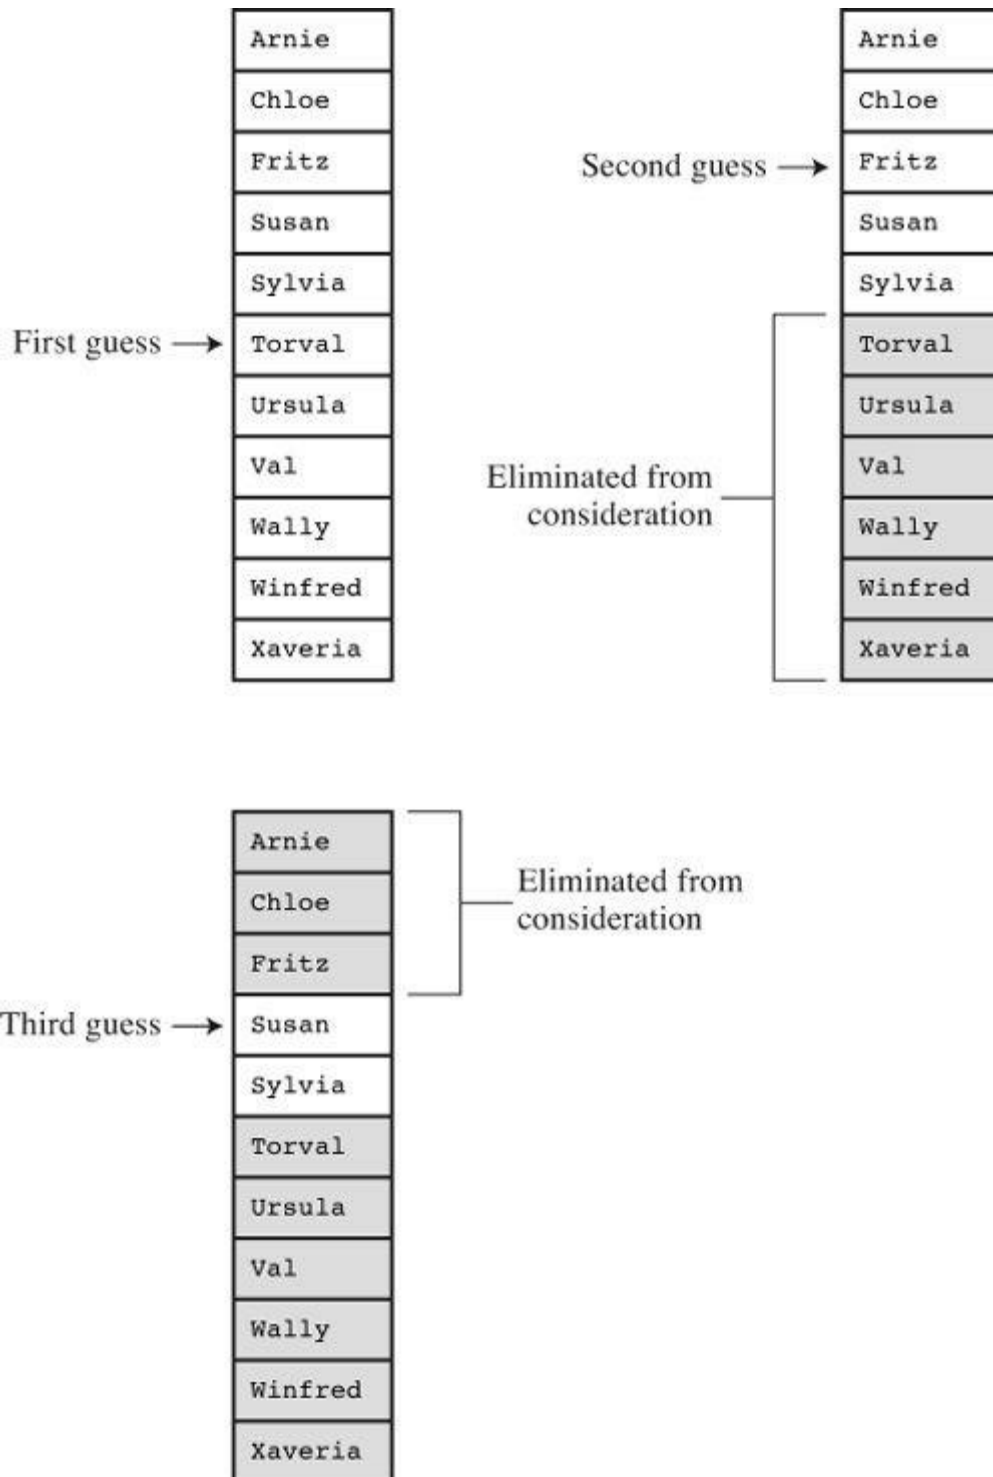 Arnie
Chloe
Fritz
Susan
Sylvia
First guess
Torval
Ursula
Val
Wally
Winfred
Xaveria
Arnie
Chloe
Second guess
Fritz
Susan
Sylvia
Torval
Ursula
Val
Eliminated from
consideration
Wally
Winfred
Xaveria
Arnie
Chloe
Fritz
Eliminated from
consideration
Third guess
Susan
Sylvia
Torval
Ursula
Val
Wally
Winfred
Xaveria